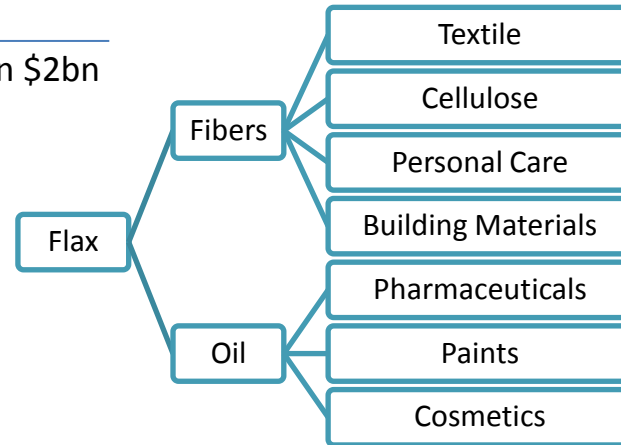 n $2bn
Flax
Fibers
Textile
Cellulose
Personal Care
Building Materials
Oil
Pharmaceuticals
Paints
Cosmetics